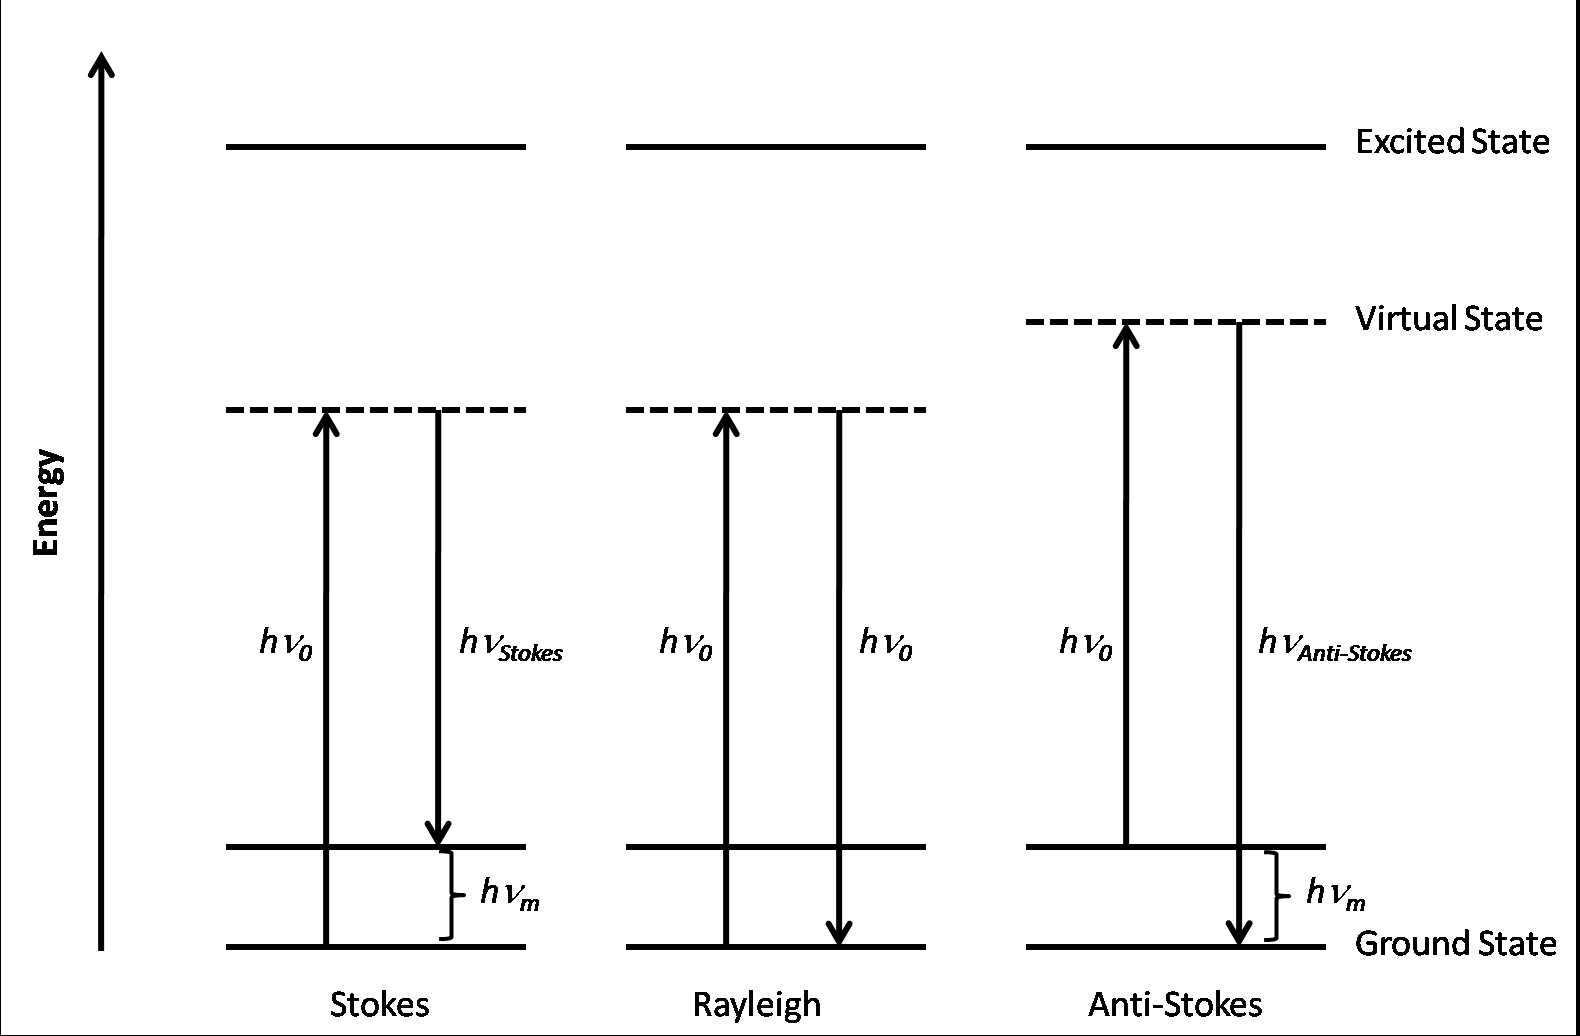 Excited State
Virtual State
Energy
hν0
hνStokes
hν0
hν0
hν0
hνAnti-Stokes
hνm
hνm
Ground State
Stokes
Rayleigh
Anti-Stokes